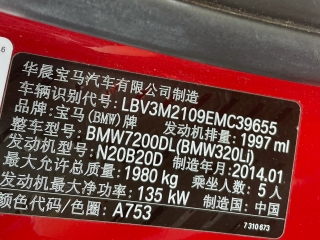 华晨宝马汽车有限公司制造
车辆识别代号: LBV3M2109EMC39655
品牌: 宝马(BMW)牌 发动机排量: 1997 ml
整车型号: BMW7200DL(BMW320Li)
发动机型号: N20B20D 制造年月: 2014.01
最大允许总质量: 1980 kg 乘坐人数: 5 人
发动机最大净功率: 135 kW 制造国: 中国
颜色代码/色圈: A753
7 310 673